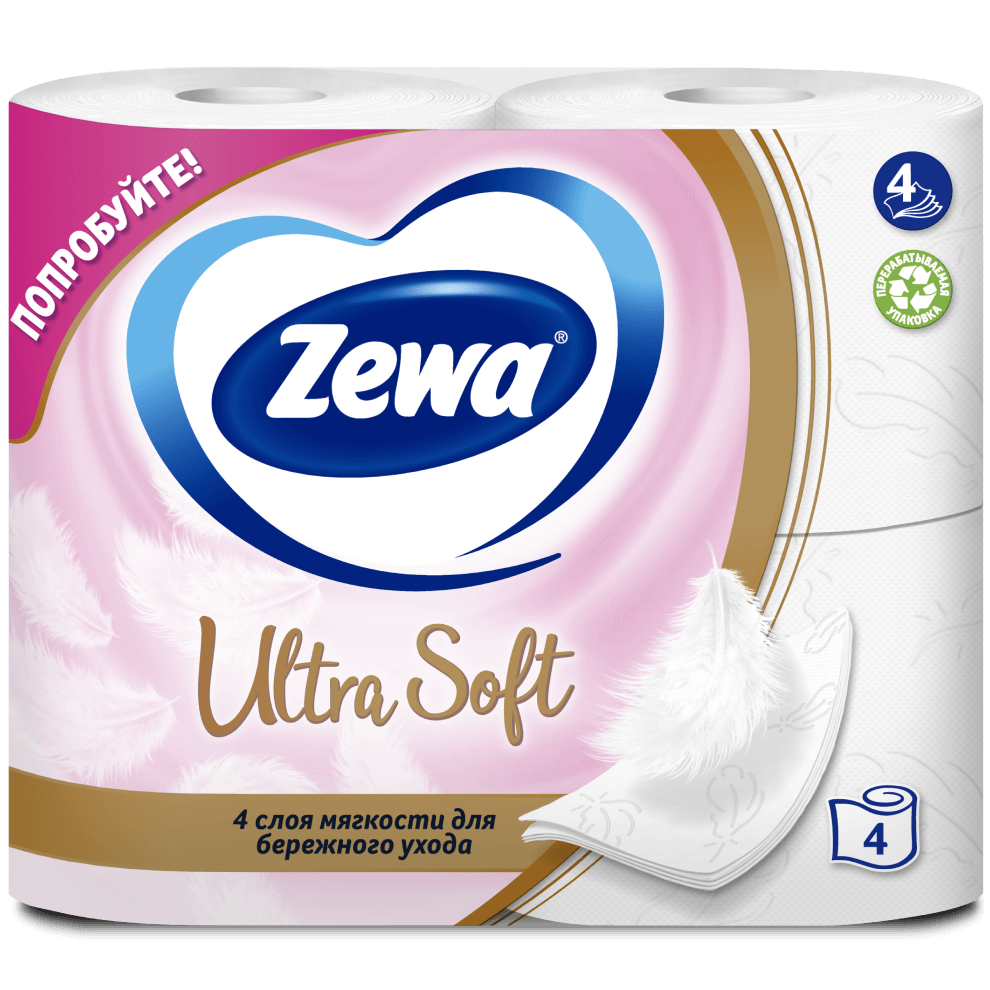 ПОПРОБУЙТЕ!
4
ПЕРЕРАБАТЫВАЕМАЯ
УПАКОВКА
Zewa®
Ultra Soft
4 слоя мягкости для
бережного ухода
4